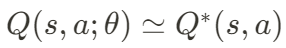 Q(s, a; θ) ≃ Q*(s, a)